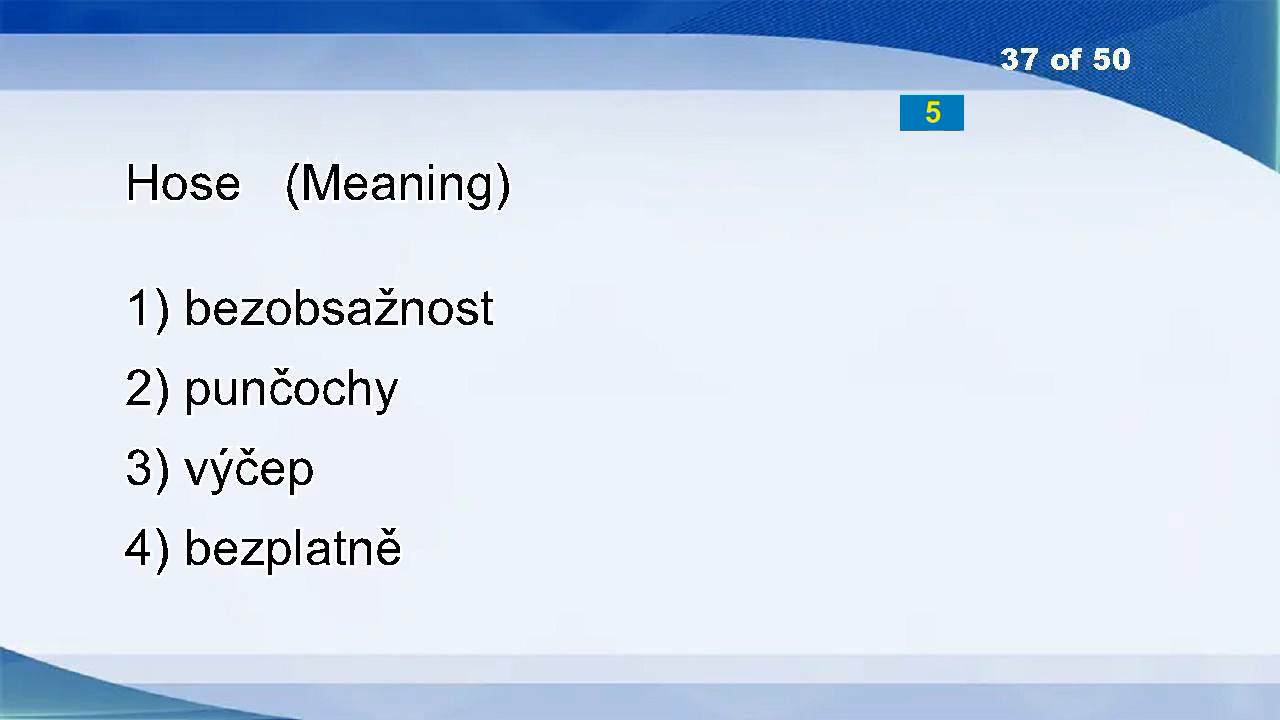 37 of 50
5
Hose (Meaning)
1) bezobsažnost
2) punčochy
3) výčep
4) bezplatně